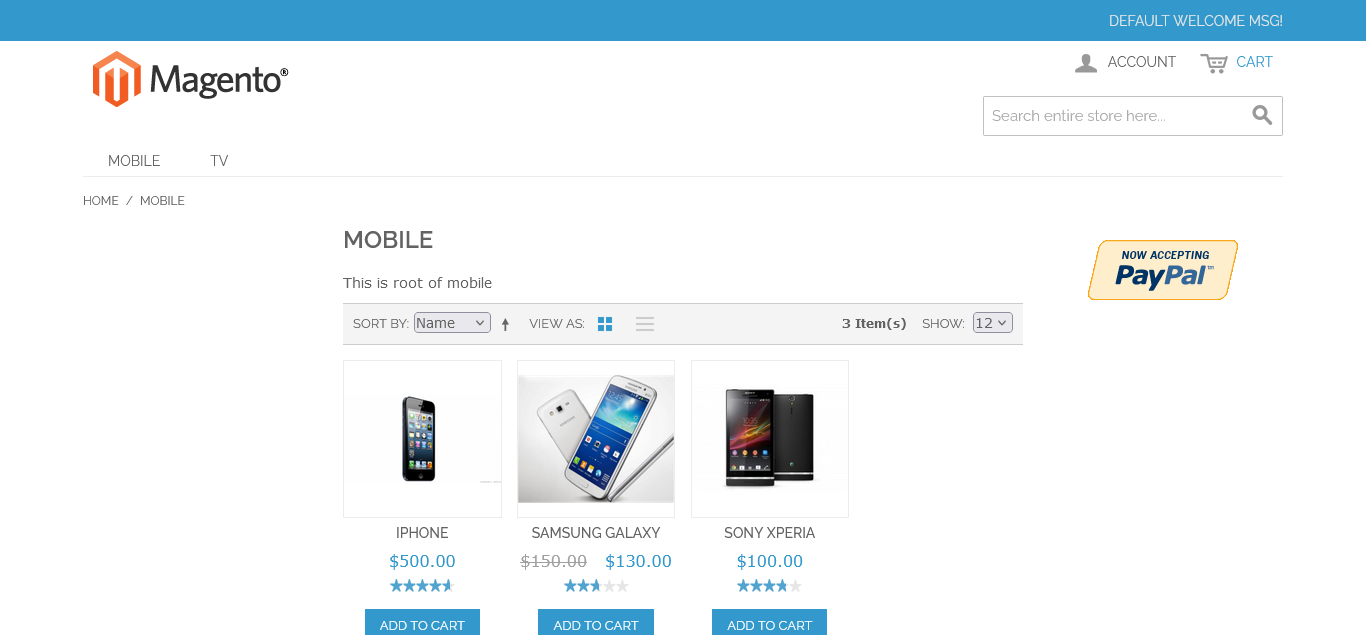 DEFAULT WELCOME MSG!
Magento®
ACCOUNT CART
Search entire store here...
MOBILE TV
HOME / MOBILE
MOBILE
NOW ACCEPTING
PayPal™
This is root of mobile
SORT BY: Name VIEW AS: 3 Item(s) SHOW: 12
IPHONE SAMSUNG GALAXY SONY XPERIA
$500.00 $150.00 $130.00 $100.00
ADD TO CART ADD TO CART ADD TO CART